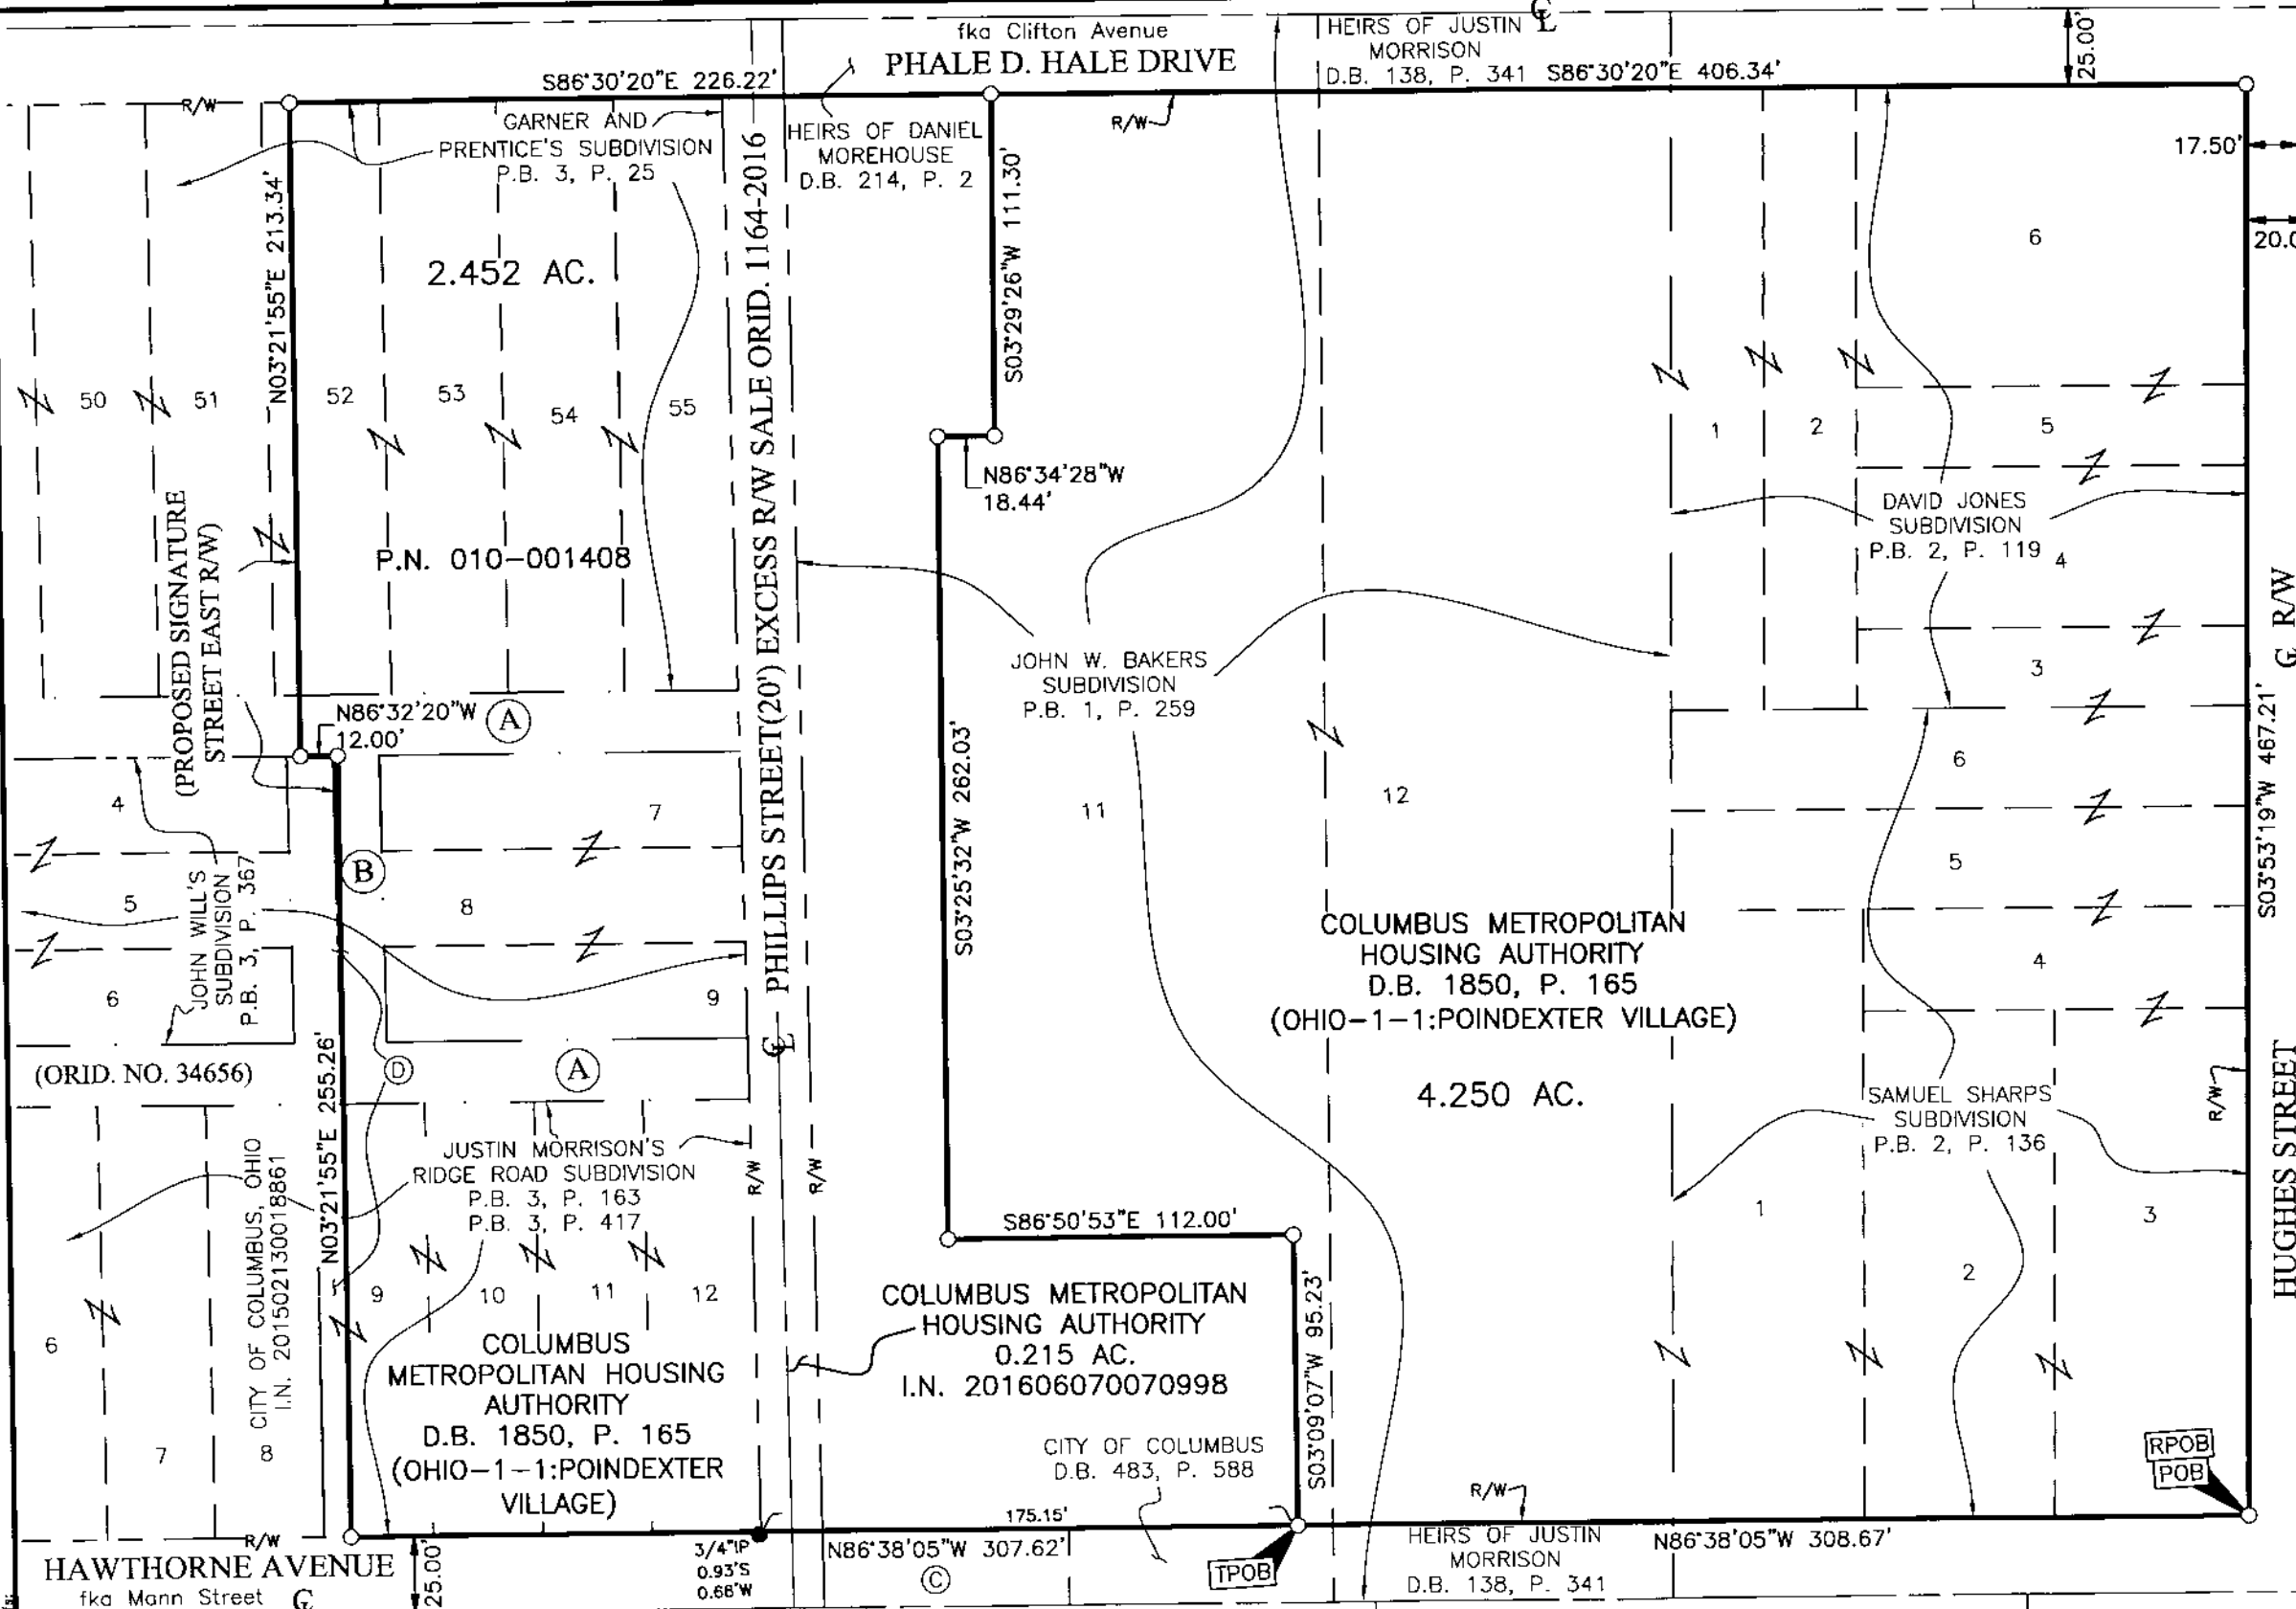 fka Clifton Avenue
PHALE D. HALE DRIVE
HEIRS OF JUSTIN
MORRISON
D.B. 138, P. 341
S86°30'20"E 406.34'
25.00'
S86°30'20"E 226.22'
R/W
R/W
17.50'
GARNER AND
PRENTICE'S SUBDIVISION
P.B. 3, P. 25
HEIRS OF DANIEL
MOREHOUSE
D.B. 214, P. 2
N03°21'55"E 213.34'
2.452 AC.
S03°29'26"W 111.30'
6
20.0
50
51
52
53
54
55
1
2
5
N86°34'28"W
18.44'
DAVID JONES
SUBDIVISION
P.B. 2, P. 119
4
P.N. 010-001408
(PROPOSED SIGNATURE
STREET EAST R/W)
PHILLIPS STREET(20') EXCESS R/W SALE ORID. 1164-2016
JOHN W. BAKERS
SUBDIVISION
P.B. 1, P. 259
3
R/W
N86°32'20"W
12.00'
A
S03°25'32"W 262.03'
S03°53'19"W 467.21'
4
7
11
12
6
B
5
8
5
JOHN WILL'S
SUBDIVISION
P.B. 3, P. 367
COLUMBUS METROPOLITAN
HOUSING AUTHORITY
D.B. 1850, P. 165
(OHIO-1-1:POINDEXTER VILLAGE)
4
6
9
(ORID. NO. 34656)
D
A
4.250 AC.
R/W
HUGHES STREET
N03°21'55"E 255.26'
SAMUEL SHARPS
SUBDIVISION
P.B. 2, P. 136
JUSTIN MORRISON'S
RIDGE ROAD SUBDIVISION
P.B. 3, P. 163
P.B. 3, P. 417
R/W
R/W
CITY OF COLUMBUS, OHIO
I.N. 201502130018861
S86°50'53"E 112.00'
1
3
2
9
10
11
12
COLUMBUS METROPOLITAN
HOUSING AUTHORITY
0.215 AC.
I.N. 201606070070998
S03°09'07"W 95.23'
6
COLUMBUS
METROPOLITAN HOUSING
AUTHORITY
D.B. 1850, P. 165
(OHIO-1-1:POINDEXTER
VILLAGE)
7
8
CITY OF COLUMBUS
D.B. 483, P. 588
RPOB
POB
R/W
175.15'
R/W
HAWTHORNE AVENUE
fka Mann Street
25.00'
3/4"IP
0.93'S
0.68'W
N86°38'05"W 307.62'
C
TPOB
HEIRS OF JUSTIN
MORRISON
D.B. 138, P. 341
N86°38'05"W 308.67'